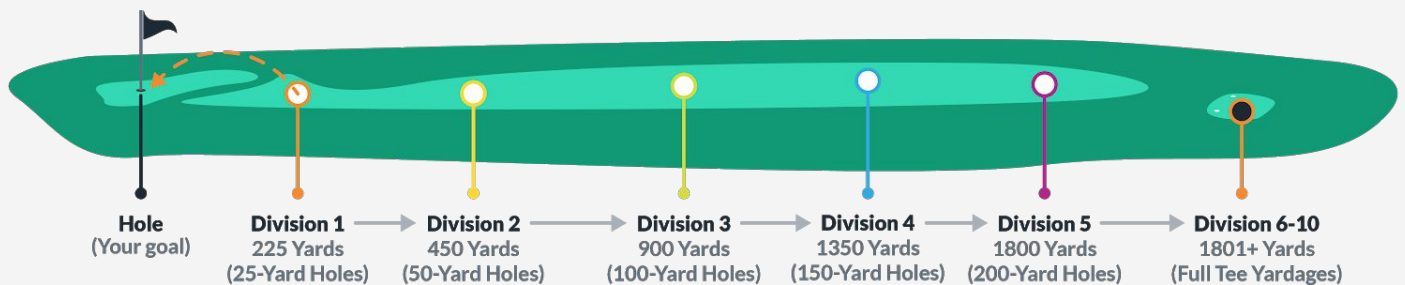 Hole
(Your goal)
Division 1
225 Yards
(25-Yard Holes)
Division 2
450 Yards
(50-Yard Holes)
Division 3
900 Yards
(100-Yard Holes)
Division 4
1350 Yards
(150-Yard Holes)
Division 5
1800 Yards
(200-Yard Holes)
Division 6-10
1801+ Yards
(Full Tee Yardages)